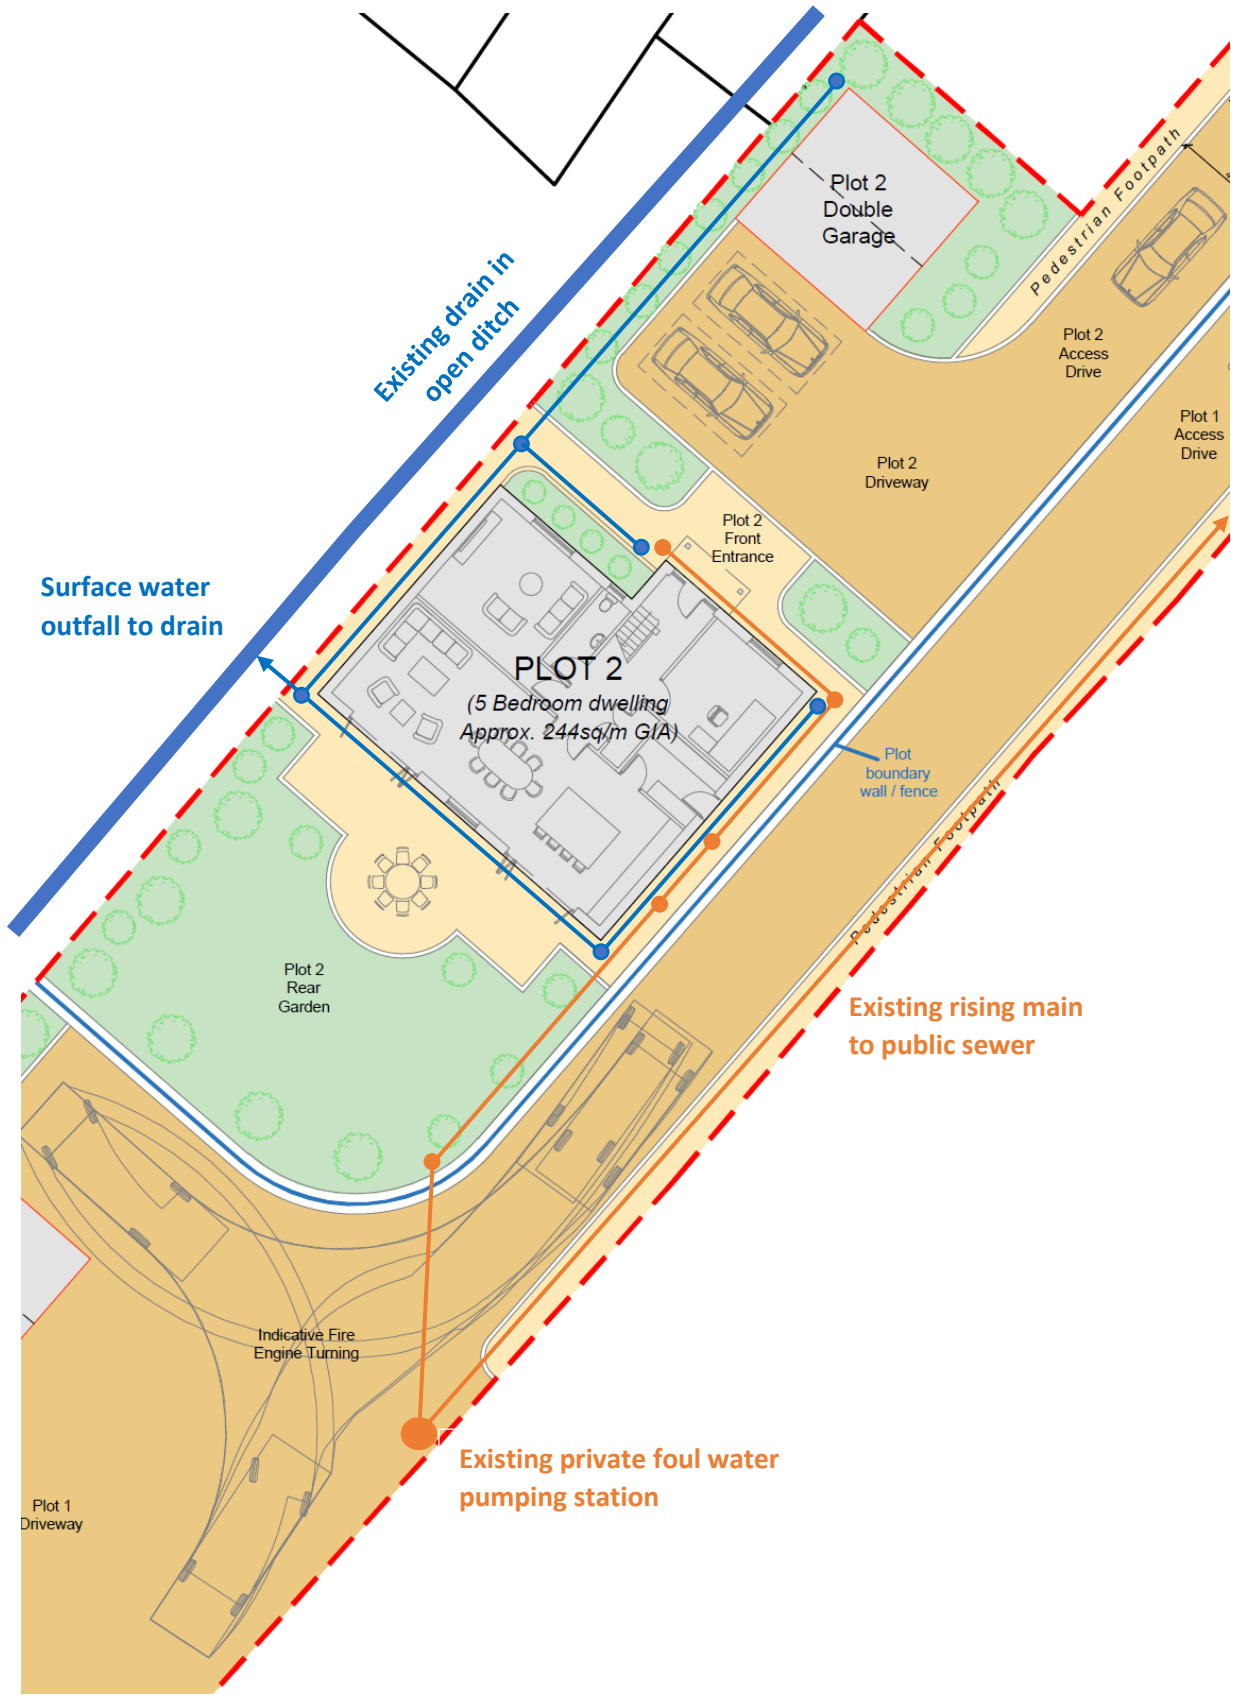 Plot 2
Double
Garage
Pedestrian Footpath
Existing drain in
open ditch
Plot 2
Access
Drive
Plot 1
Access
Drive
Plot 2
Driveway
Plot 2
Front
Entrance
Surface water
outfall to drain
PLOT 2
(5 Bedroom dwelling
Approx. 244sq/m GIA)
Plot
boundary
wall / fence
Pedestrian Footpath
Plot 2
Rear
Garden
Existing rising main
to public sewer
Indicative Fire
Engine Turning
Existing private foul water
pumping station
Plot 1
Driveway